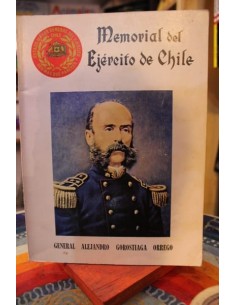 Memorial del
Ejército de Chile
GENERAL ALEJANDRO GOROSTIAGA ORREGO